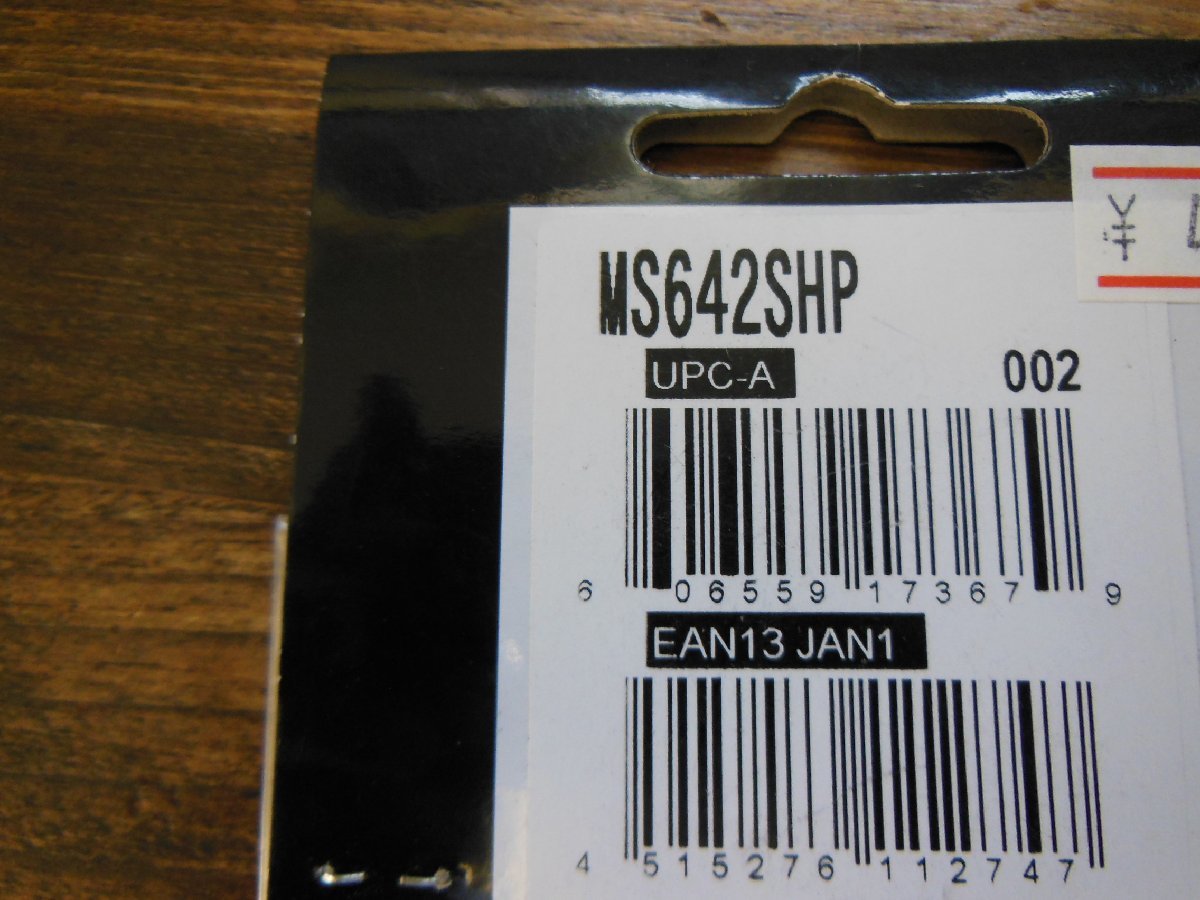 ¥
MS642SHP
UPC-A
002
6 06559 17367 9
EAN13 JAN1
4 515276 112747